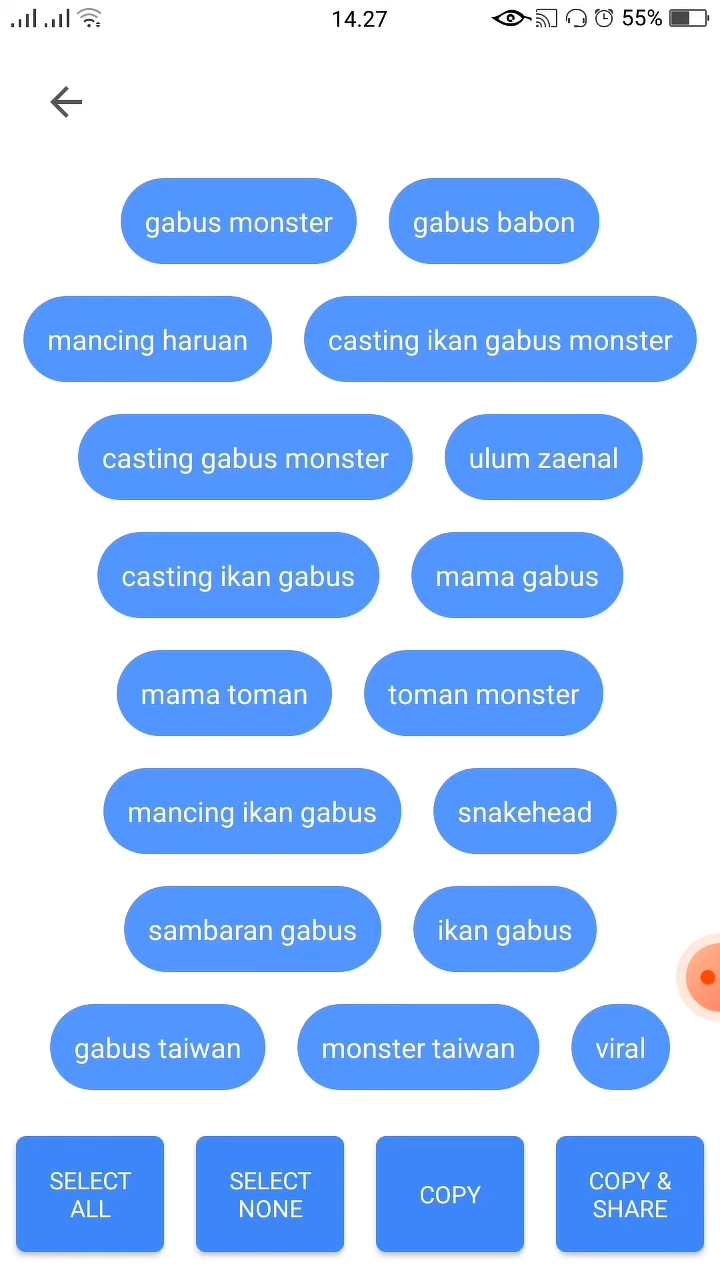 14.27 55%
gabus monster gabus babon
mancing haruan casting ikan gabus monster
casting gabus monster ulum zaenal
casting ikan gabus mama gabus
mama toman toman monster
mancing ikan gabus snakehead
sambaran gabus ikan gabus
gabus taiwan monster taiwan viral
SELECT ALL SELECT NONE COPY COPY & SHARE